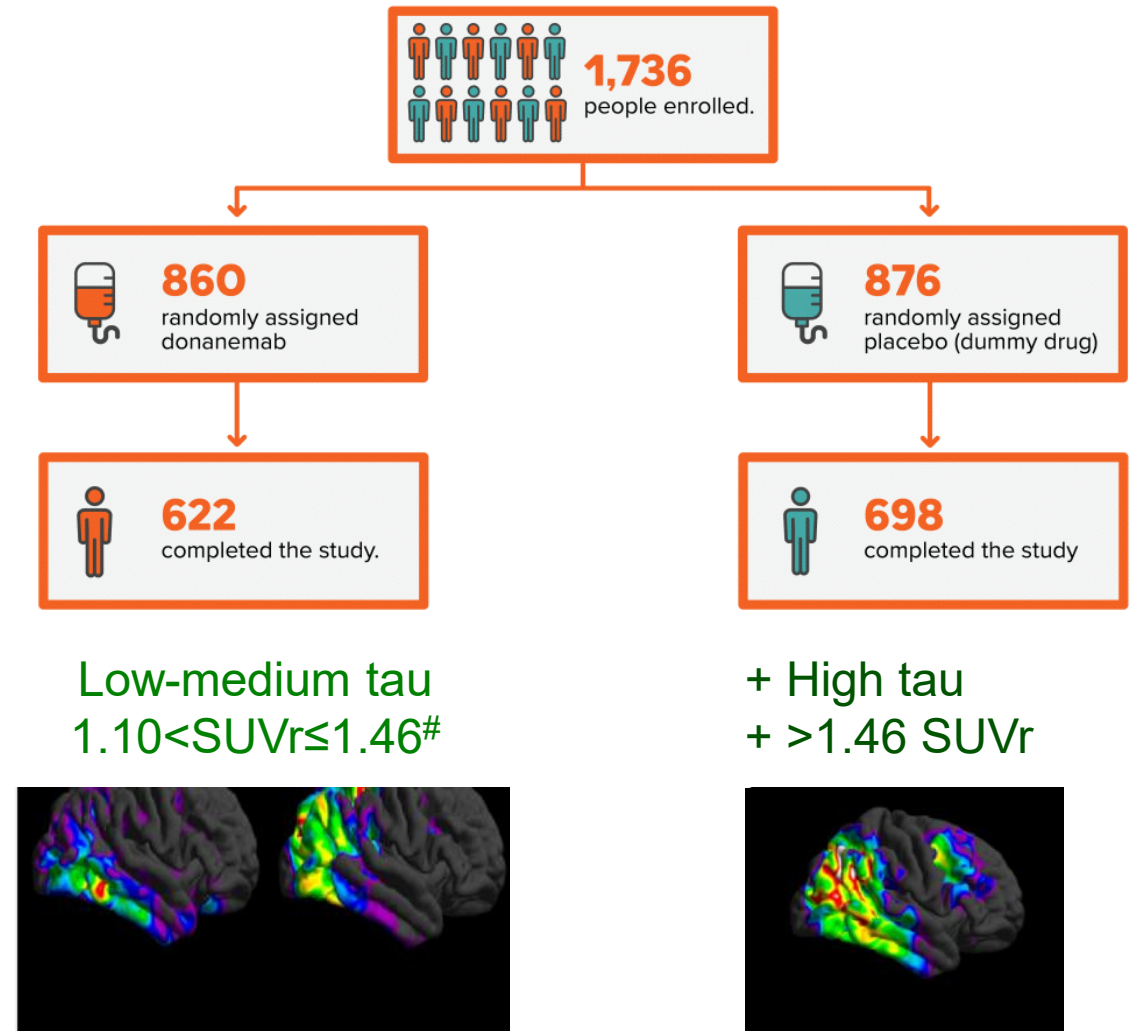 1,736
people enrolled.
860
randomly assigned
donanemab
876
randomly assigned
placebo (dummy drug)
622
completed the study.
698
completed the study
Low-medium tau
1.10<SUVr≤1.46#
+ High tau
+ >1.46 SUVr